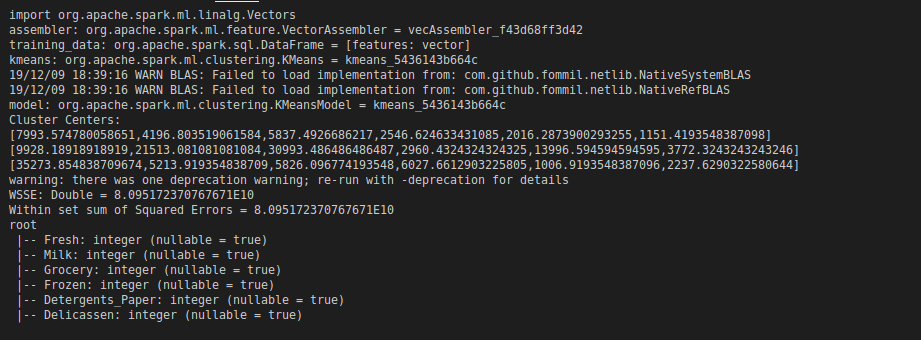 import org.apache.spark.ml.linalg.Vectors
assembler: org.apache.spark.ml.feature.VectorAssembler = vecAssembler_f43d68ff3d42
training_data: org.apache.spark.sql.DataFrame = [features: vector]
kmeans: org.apache.spark.ml.clustering.KMeans = kmeans_5436143b664c
19/12/09 18:39:16 WARN BLAS: Failed to load implementation from: com.github.fommil.netlib.NativeSystemBLAS
19/12/09 18:39:16 WARN BLAS: Failed to load implementation from: com.github.fommil.netlib.NativeRefBLAS
model: org.apache.spark.ml.clustering.KMeansModel = kmeans_5436143b664c
Cluster Centers:
[7993.574780058651,4196.803519061584,5837.4926686217,2546.624633431085,2016.2873900293255,1151.4193548387098]
[9928.18918918919,21513.081081081084,30993.486486486487,2960.4324324324325,13996.594594594595,3772.3243243243246]
[35273.854838709674,5213.919354838709,5826.096774193548,6027.6612903225805,1006.9193548387096,2237.6290322580644]
warning: there was one deprecation warning; re-run with -deprecation for details
WSSE: Double = 8.095172370767671E10
Within set sum of Squared Errors = 8.095172370767671E10
root
 |-- Fresh: integer (nullable = true)
 |-- Milk: integer (nullable = true)
 |-- Grocery: integer (nullable = true)
 |-- Frozen: integer (nullable = true)
 |-- Detergents_Paper: integer (nullable = true)
 |-- Delicassen: integer (nullable = true)